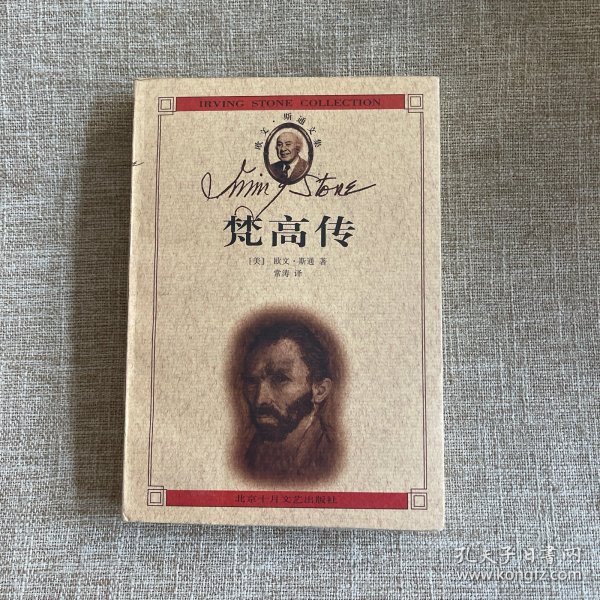 IRVING STONE COLLECTION
欧文·斯通文集
Irving Stone
梵高传
[美] 欧文·斯通 著
常涛 译
北京十月文艺出版社
孔夫子旧书网
www.kongfz.com